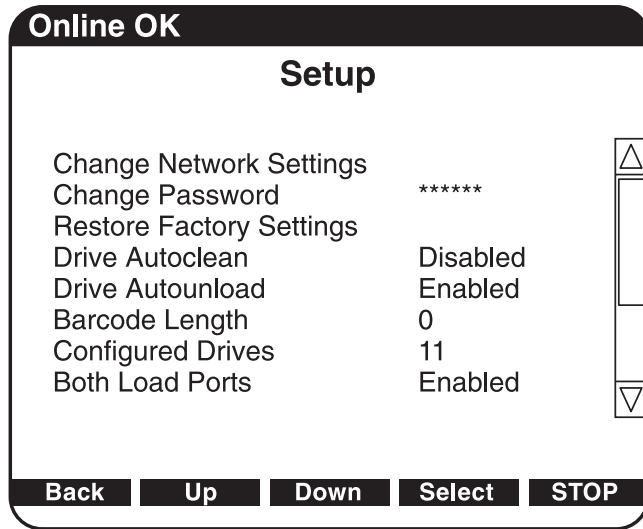 Online OK
Setup
Change Network Settings
Change Password ******
Restore Factory Settings
Drive Autoclean Disabled
Drive Autounload Enabled
Barcode Length 0
Configured Drives 11
Both Load Ports Enabled
Back Up Down Select STOP